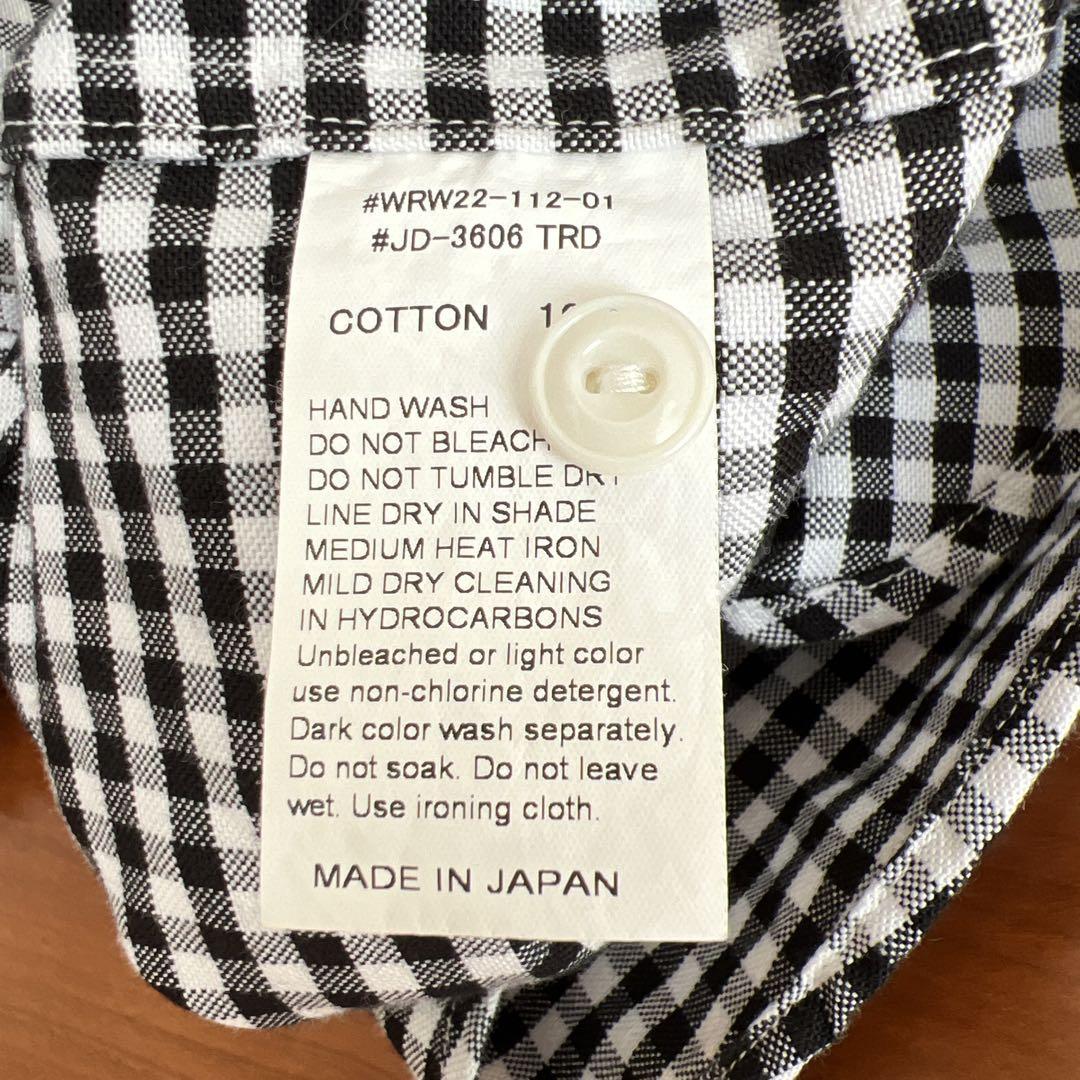 #WRW22-112-01
#JD-3606 TRD
COTTON
HAND WASH
DO NOT BLEACH
DO NOT TUMBLE DRY
LINE DRY IN SHADE
MEDIUM HEAT IRON
MILD DRY CLEANING
IN HYDROCARBONS
Unbleached or light color
use non-chlorine detergent.
Dark color wash separately.
Do not soak. Do not leave
wet. Use ironing cloth.
MADE IN JAPAN